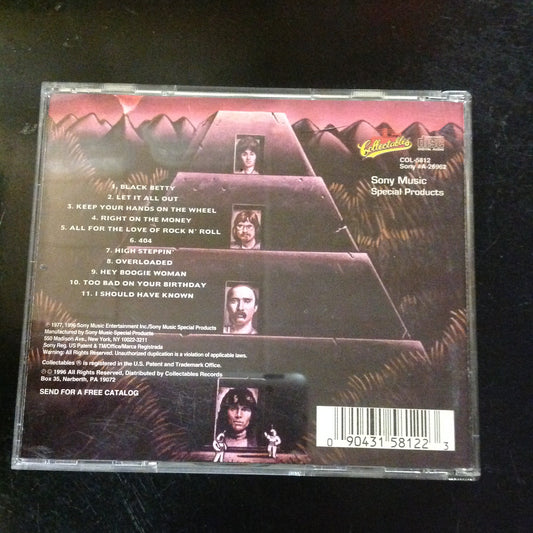 Collectables
COMPACT
disc
DIGITAL AUDIO
COL-5812
Sony #A-26962
Sony Music
Special Products
1. BLACK BETTY
2. LET IT ALL OUT
3. KEEP YOUR HANDS ON THE WHEEL
4. RIGHT ON THE MONEY
5. ALL FOR THE LOVE OF ROCK N' ROLL
6. 404
7. HIGH STEPPIN'
8. OVERLOADED
9. HEY BOOGIE WOMAN
10. TOO BAD ON YOUR BIRTHDAY
11. I SHOULD HAVE KNOWN
℗ 1977, 1996 Sony Music Entertainment Inc./Sony Music Special Products
Manufactured by Sony Music Special Products
550 Madison Ave., New York, NY 10022-3211
Sony Reg. US Patent & TM/Office/Marca Registrada
Warning: All Rights Reserved. Unauthorized duplication is a violation of applicable laws.
Collectables ® is registered in the U.S. Patent and Trademark Office.
℗ © 1996 All Rights Reserved, Distributed by Collectables Records
Box 35, Narberth, PA 19072
SEND FOR A FREE CATALOG
0 90431 58122 3